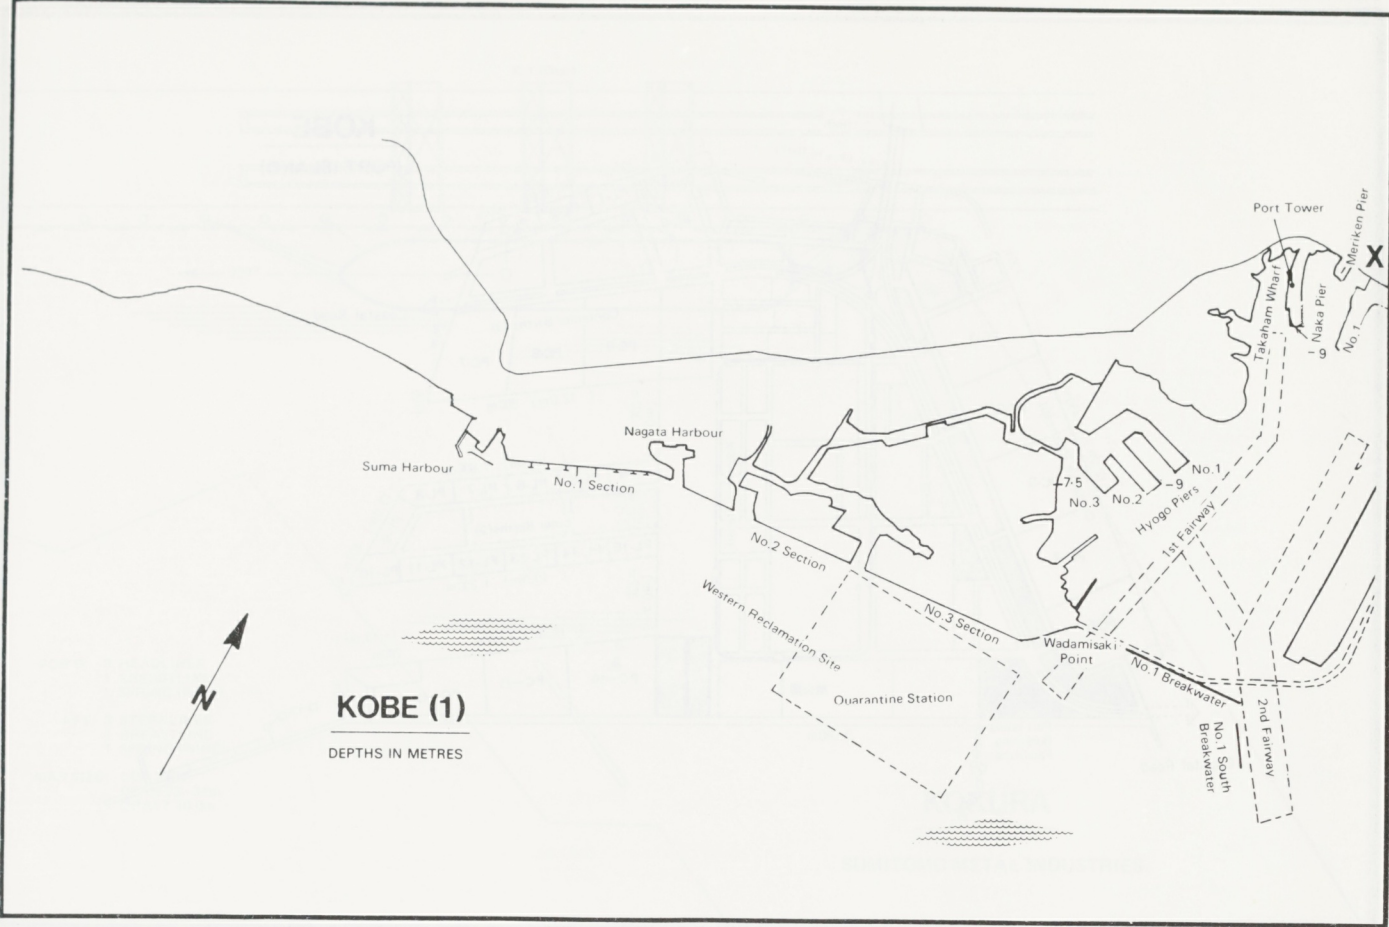 Port Tower
Meriken Pier
X
Takaham Wharf
Naka Pier
9
No.1
Nagata Harbour
Suma Harbour
No.1 Section
7·5
No.3
No.2
9
No.1
Hyogo Piers
1st Fairway
No.2 Section
Western Reclamation Site
No.3 Section
Wadamisaki
Point
No.1 Breakwater
Quarantine Station
No.1 South
Breakwater
2nd Fairway
N
KOBE (1)
DEPTHS IN METRES